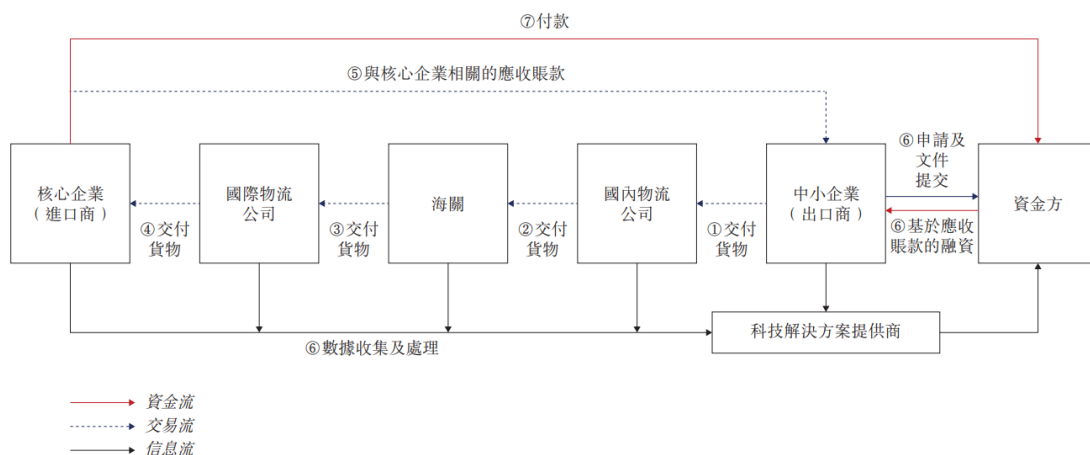 ⑦付款
⑤與核心企業相關的應收賬款
核心企業
（進口商）
國際物流
公司
海關
國內物流
公司
中小企業
（出口商）
資金方
⑥申請及
文件
提交
⑥基於應收
賬款的融資
④交付
貨物
③交付
貨物
②交付
貨物
①交付
貨物
科技解決方案提供商
⑥數據收集及處理
資金流
交易流
信息流